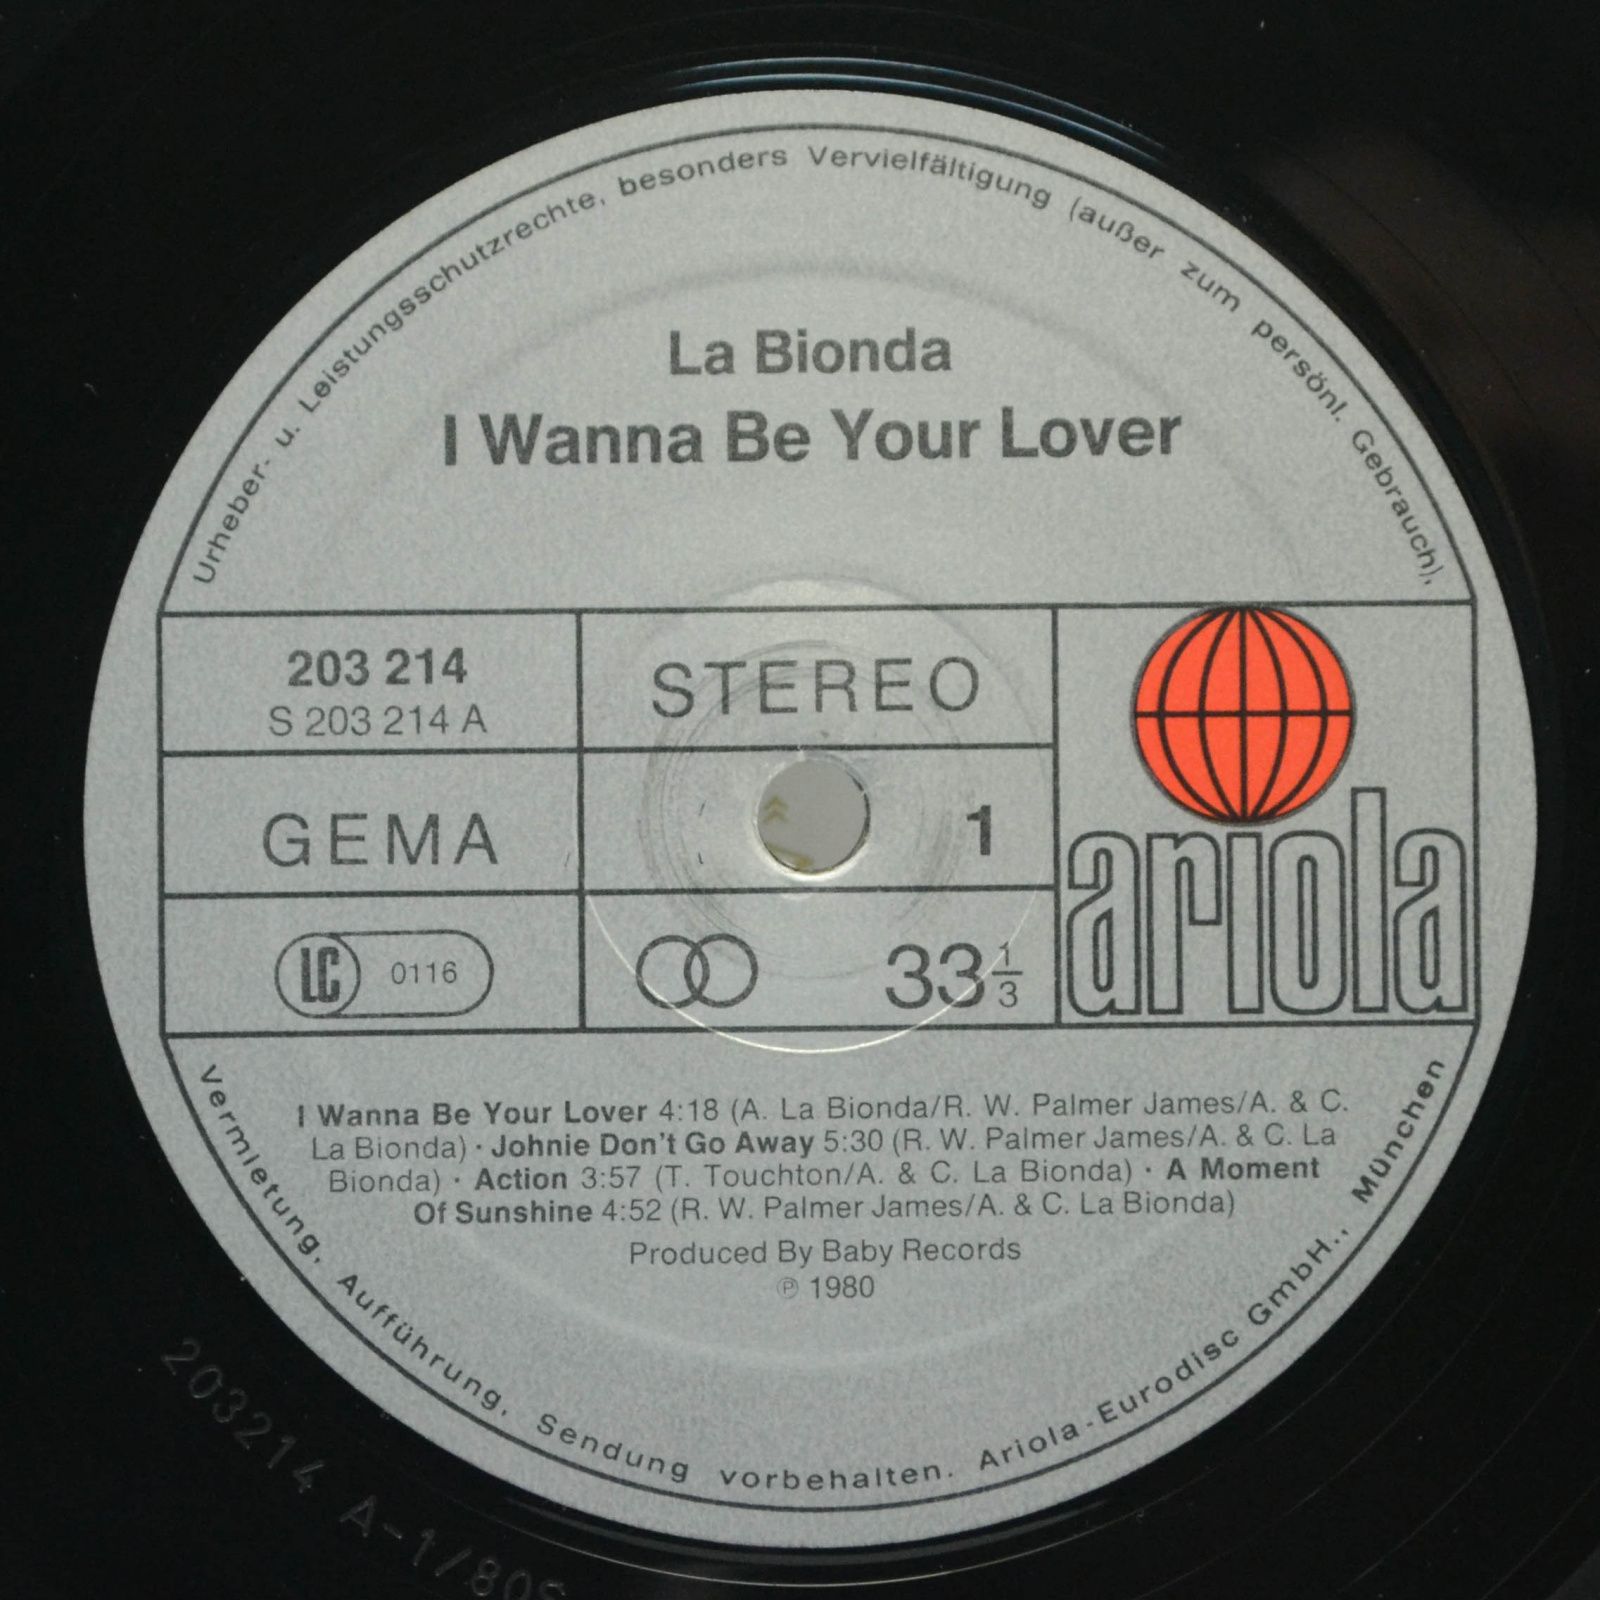 Urheber- u. Leistungsschutzrechte, besonders Vervielfältigung (außer zum persönl. Gebrauch),
La Bionda
I Wanna Be Your Lover
203 214
S 203 214 A
STEREO
GEMA
1
LC 0116
33 1/3
ariola
I Wanna Be Your Lover 4:18 (A. La Bionda/R. W. Palmer James/A. & C.
La Bionda) · Johnie Don't Go Away 5:30 (R. W. Palmer James/A. & C. La
Bionda) · Action 3:57 (T. Touchton/A. & C. La Bionda) · A Moment
Of Sunshine 4:52 (R. W. Palmer James/A. & C. La Bionda)
Produced By Baby Records
℗ 1980
Vermietung, Aufführung, Sendung vorbehalten. Ariola-Eurodisc GmbH., München
203214 A-1/80